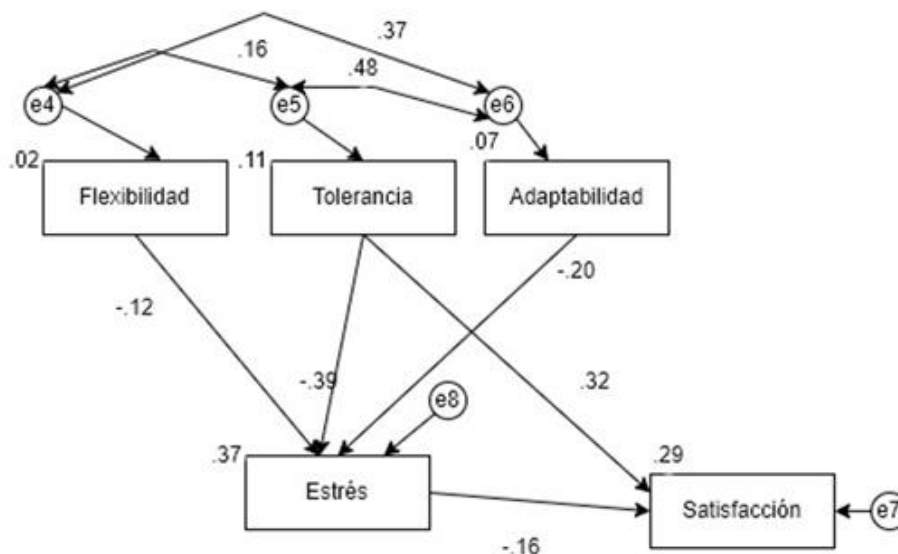 .37
.16
.48
e4
e5
e6
.02
.11
.07
Flexibilidad
Tolerancia
Adaptabilidad
-.20
-.12
-.39
.32
e8
.37
.29
Estrés
Satisfacción
e7
-.16